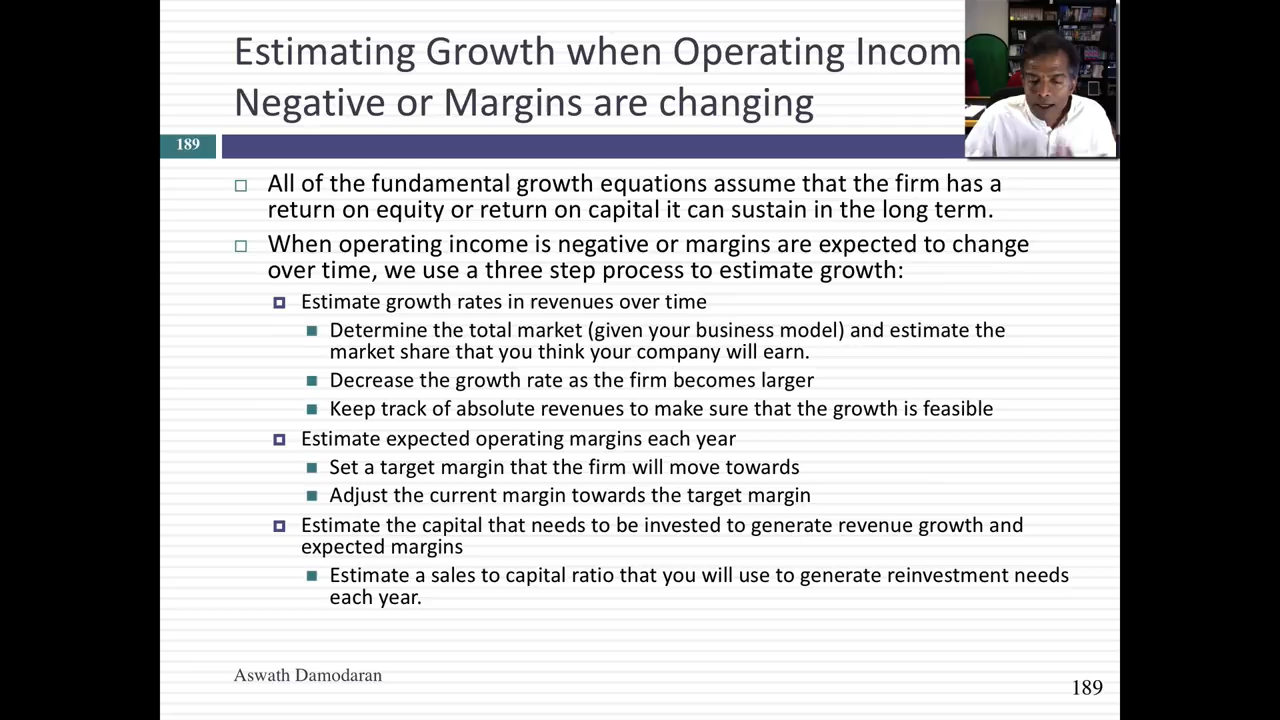 Estimating Growth when Operating Incom
Negative or Margins are changing
189
All of the fundamental growth equations assume that the firm has a
return on equity or return on capital it can sustain in the long term.
When operating income is negative or margins are expected to change
over time, we use a three step process to estimate growth:
Estimate growth rates in revenues over time
Determine the total market (given your business model) and estimate the
market share that you think your company will earn.
Decrease the growth rate as the firm becomes larger
Keep track of absolute revenues to make sure that the growth is feasible
Estimate expected operating margins each year
Set a target margin that the firm will move towards
Adjust the current margin towards the target margin
Estimate the capital that needs to be invested to generate revenue growth and
expected margins
Estimate a sales to capital ratio that you will use to generate reinvestment needs
each year.
Aswath Damodaran
189